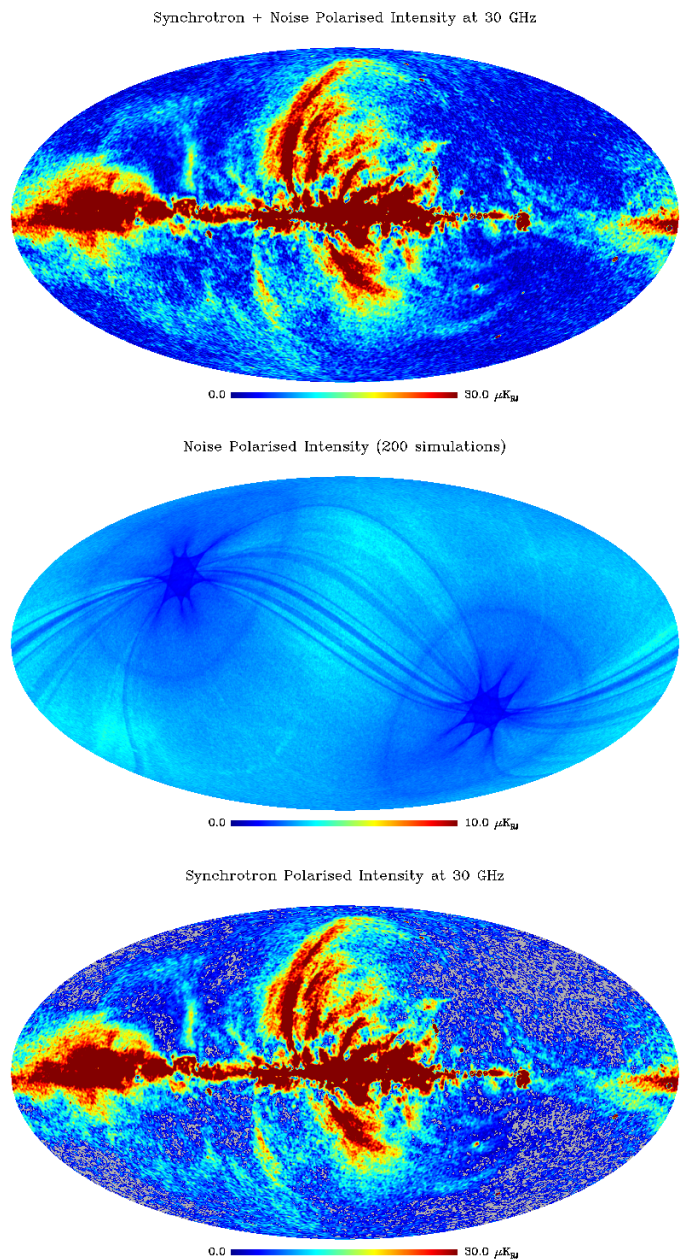 Synchrotron + Noise Polarised Intensity at 30 GHz
0.0 30.0 μK_RJ
Noise Polarised Intensity (200 simulations)
0.0 10.0 μK_RJ
Synchrotron Polarised Intensity at 30 GHz
0.0 30.0 μK_RJ